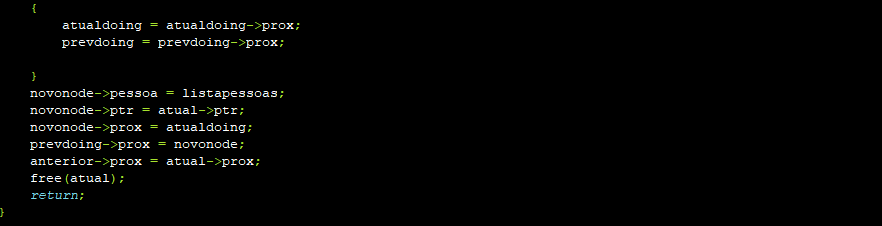 {
atualdoing = atualdoing->prox;
prevdoing = prevdoing->prox;
}
novonode->pessoa = listapessoas;
novonode->ptr = atual->ptr;
novonode->prox = atualdoing;
prevdoing->prox = novonode;
anterior->prox = atual->prox;
free(atual);
return;
}